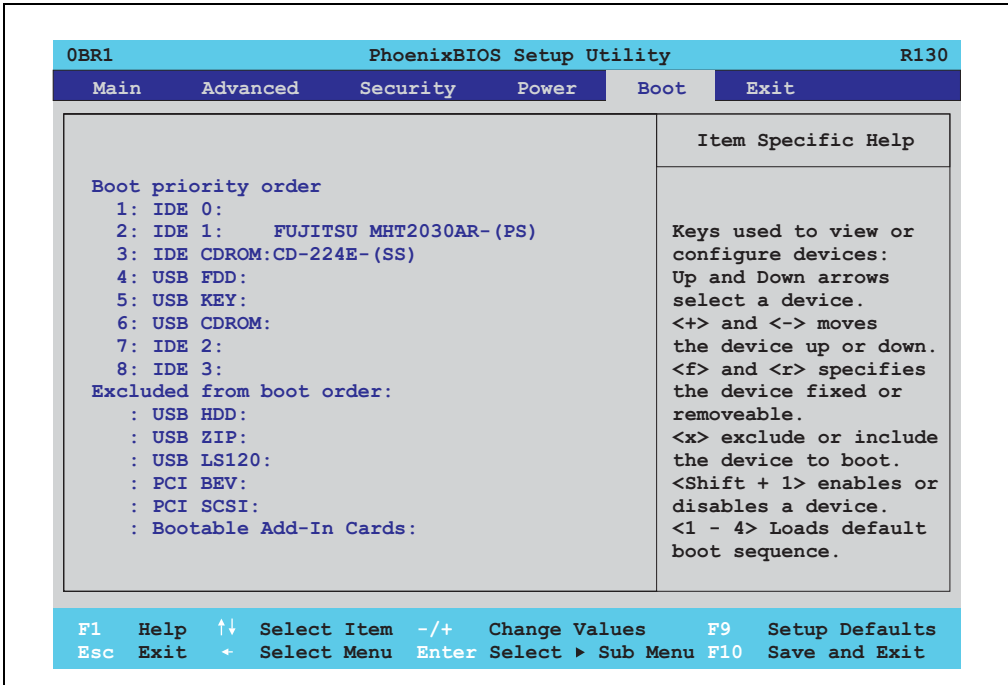 0BR1 PhoenixBIOS Setup Utility R130
Main Advanced Security Power Boot Exit
Item Specific Help
Boot priority order
1: IDE 0:
2: IDE 1: FUJITSU MHT2030AR-(PS)
3: IDE CDROM:CD-224E-(SS)
4: USB FDD:
5: USB KEY:
6: USB CDROM:
7: IDE 2:
8: IDE 3:
Excluded from boot order:
: USB HDD:
: USB ZIP:
: USB LS120:
: PCI BEV:
: PCI SCSI:
: Bootable Add-In Cards:
Keys used to view or
configure devices:
Up and Down arrows
select a device.
<+> and <-> moves
the device up or down.
<f> and <r> specifies
the device fixed or
removeable.
<x> exclude or include
the device to boot.
<Shift + 1> enables or
disables a device.
<1 - 4> Loads default
boot sequence.
F1 Help ↑↓ Select Item -/+ Change Values F9 Setup Defaults
Esc Exit ← Select Menu Enter Select ▶ Sub Menu F10 Save and Exit